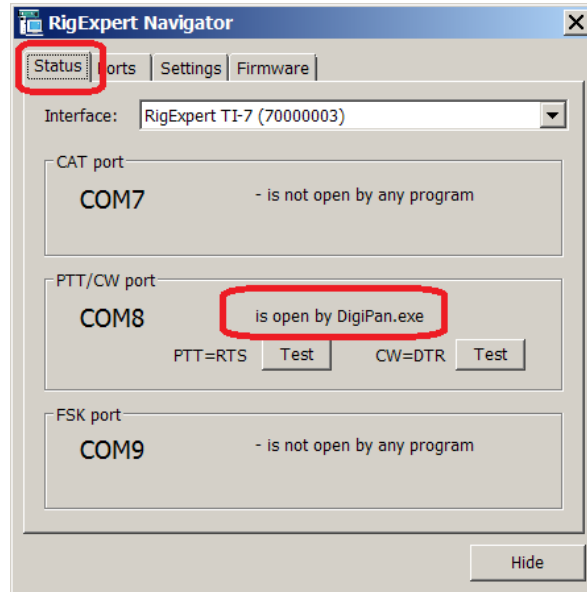 RigExpert Navigator
Status Ports Settings Firmware
Interface: RigExpert TI-7 (70000003)
CAT port
COM7 - is not open by any program
PTT/CW port
COM8 is open by DigiPan.exe
PTT=RTS Test CW=DTR Test
FSK port
COM9 - is not open by any program
Hide